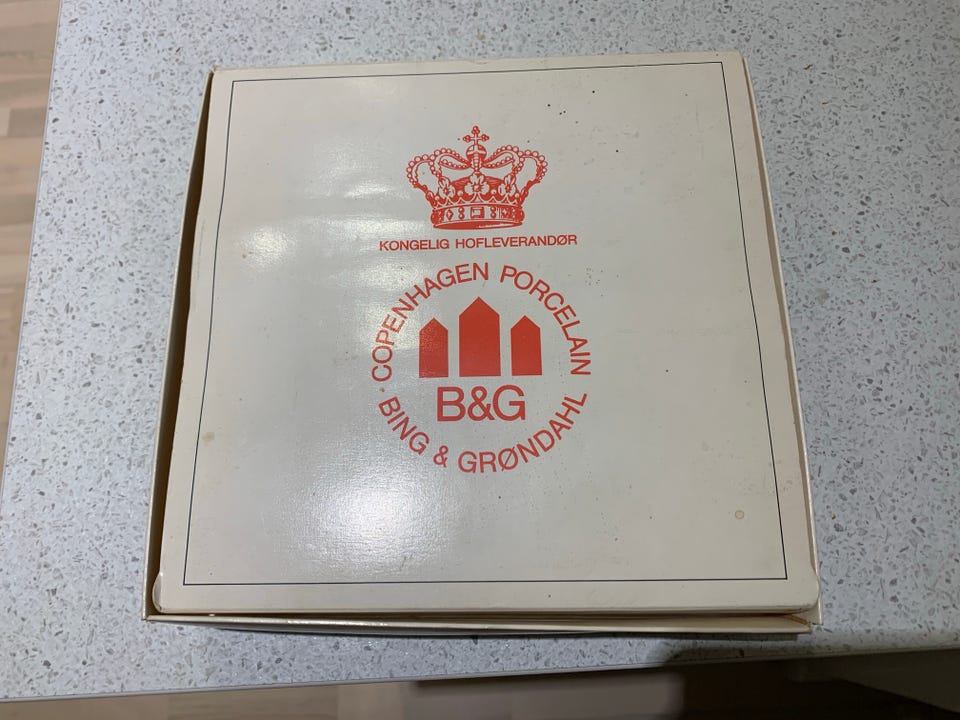 KONGELIG HOFLEVERANDØR
COPENHAGEN PORCELAIN
B&G
BING & GRØNDAHL